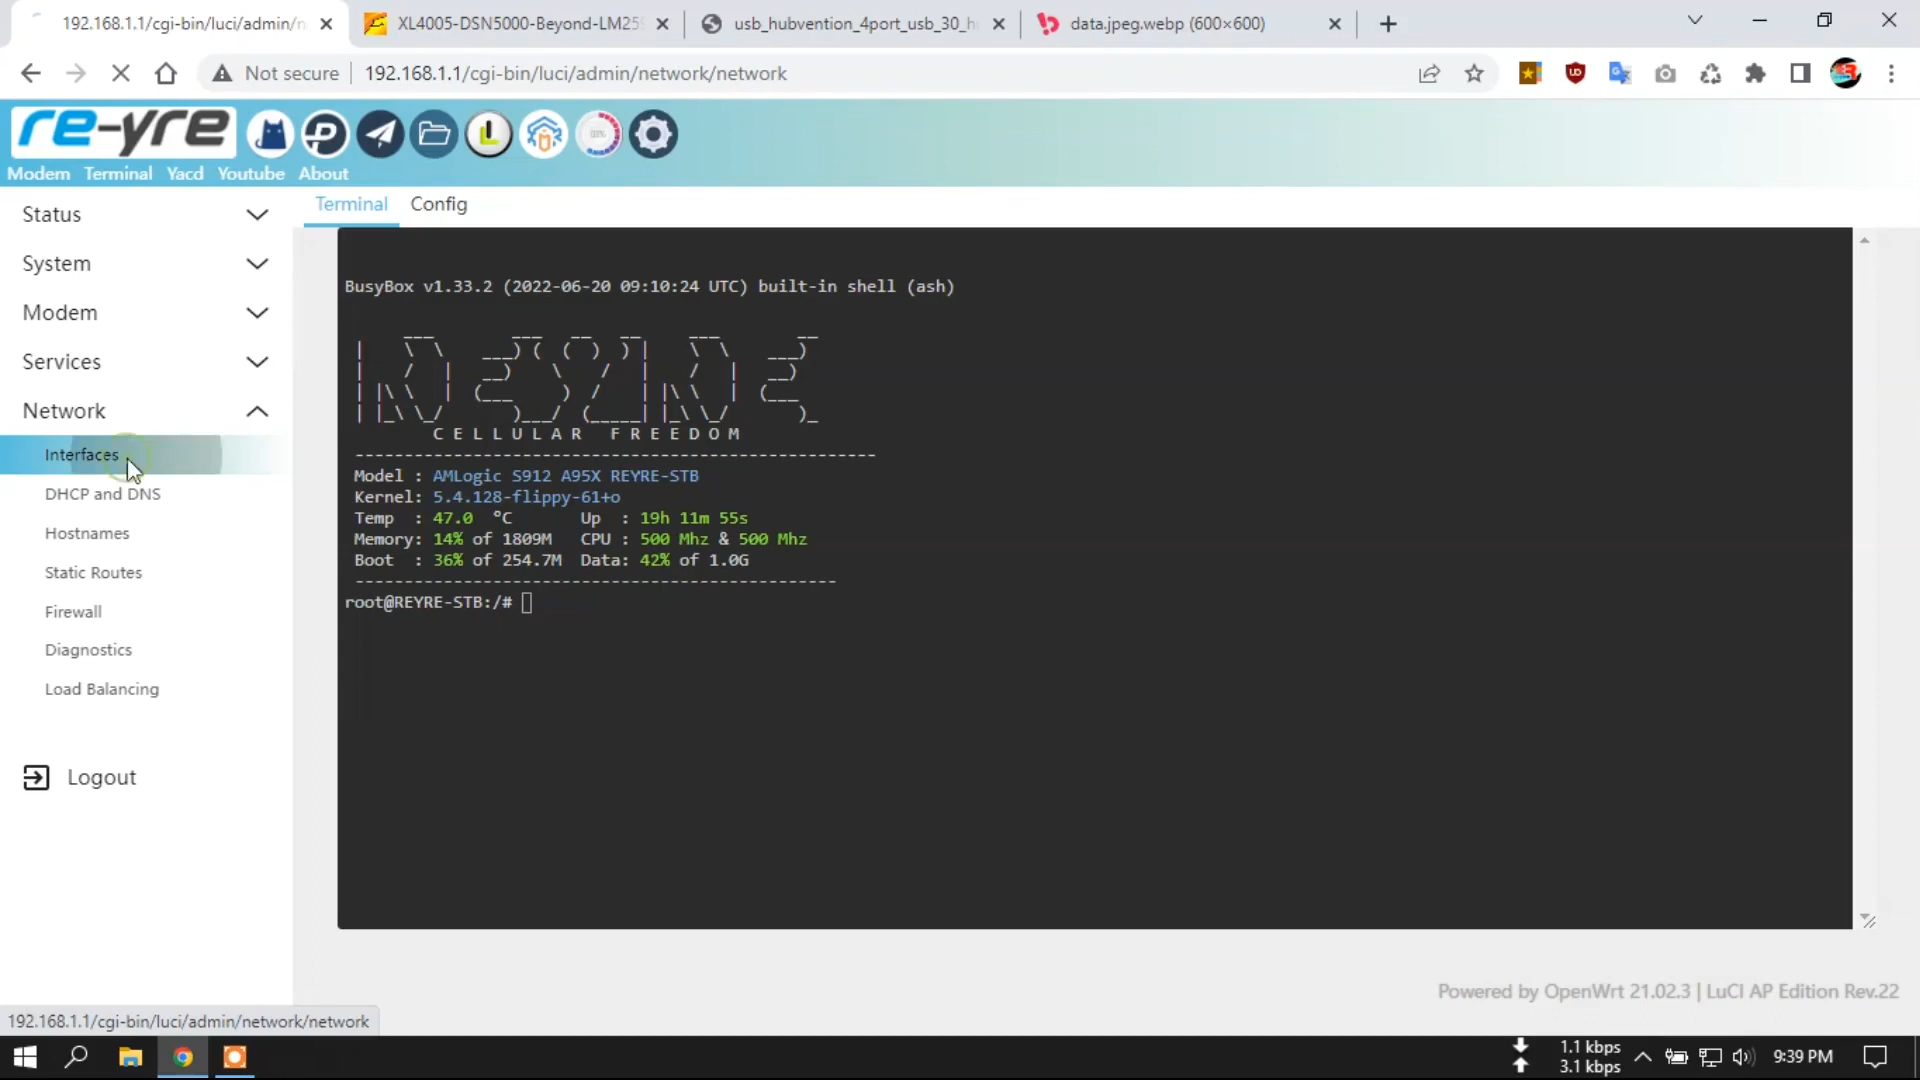 192.168.1.1/cgi-bin/luci/admin/n
XL4005-DSN5000-Beyond-LM259
usb_hubvention_4port_usb_30_h
data.jpeg.webp (600×600)
Not secure
192.168.1.1/cgi-bin/luci/admin/network/network
re-yre
Modem Terminal Yacd Youtube About
Status
System
Modem
Services
Network
Interfaces
DHCP and DNS
Hostnames
Static Routes
Firewall
Diagnostics
Load Balancing
Logout
Terminal Config
BusyBox v1.33.2 (2022-06-20 09:10:24 UTC) built-in shell (ash)
CELLULAR FREEDOM
Model : AMLogic S912 A95X REYRE-STB
Kernel: 5.4.128-flippy-61+o
Temp : 47.0 °C Up : 19h 11m 55s
Memory: 14% of 1809M CPU : 500 Mhz & 500 Mhz
Boot : 36% of 254.7M Data: 42% of 1.0G
root@REYRE-STB:/#
Powered by OpenWrt 21.02.3 | LuCI AP Edition Rev.22
192.168.1.1/cgi-bin/luci/admin/network/network
1.1 kbps
3.1 kbps
9:39 PM